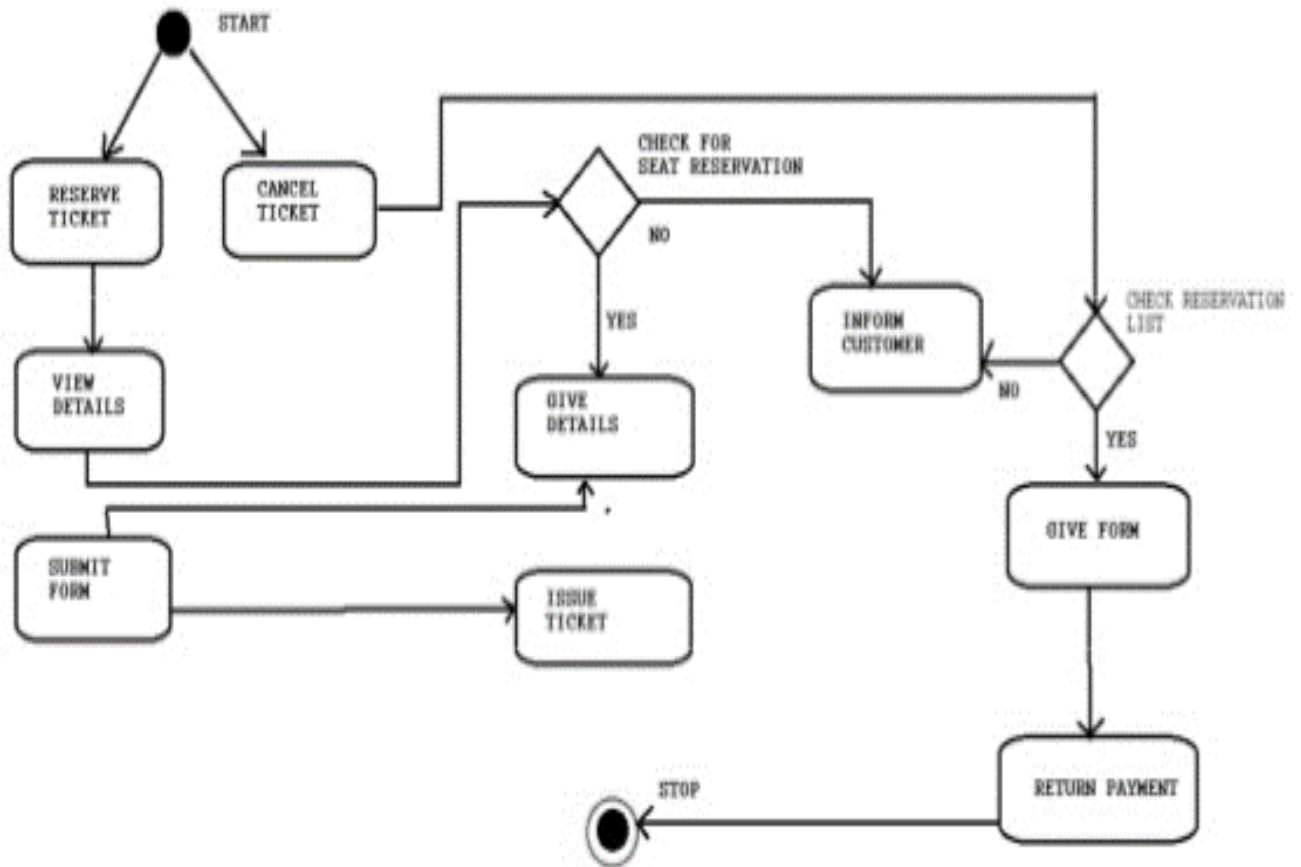 START
RESERVE
TICKET
CANCEL
TICKET
CHECK FOR
SEAT RESERVATION
NO
YES
INFORM
CUSTOMER
CHECK RESERVATION
LIST
NO
YES
VIEW
DETAILS
GIVE
DETAILS
GIVE FORM
SUBMIT
FORM
ISSUE
TICKET
RETURN PAYMENT
STOP